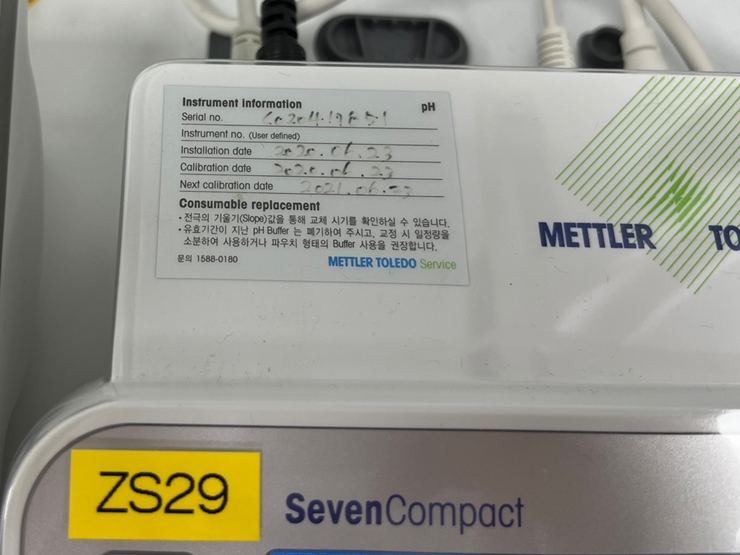 Instrument information pH
Serial no.
Instrument no. (User defined)
Installation date 2020.06.23
Calibration date 2020.06.23
Next calibration date 2021.06.23
Consumable replacement
• 전극의 기울기(Slope)값을 통해 교체 시기를 확인하실 수 있습니다.
• 유효기간이 지난 pH Buffer 는 폐기하여 주시고, 교정 시 일정량을
소분하여 사용하거나 파우치 형태의 Buffer 사용을 권장합니다.
문의 1588-0180 METTLER TOLEDO Service
METTLER TO
ZS29
SevenCompact